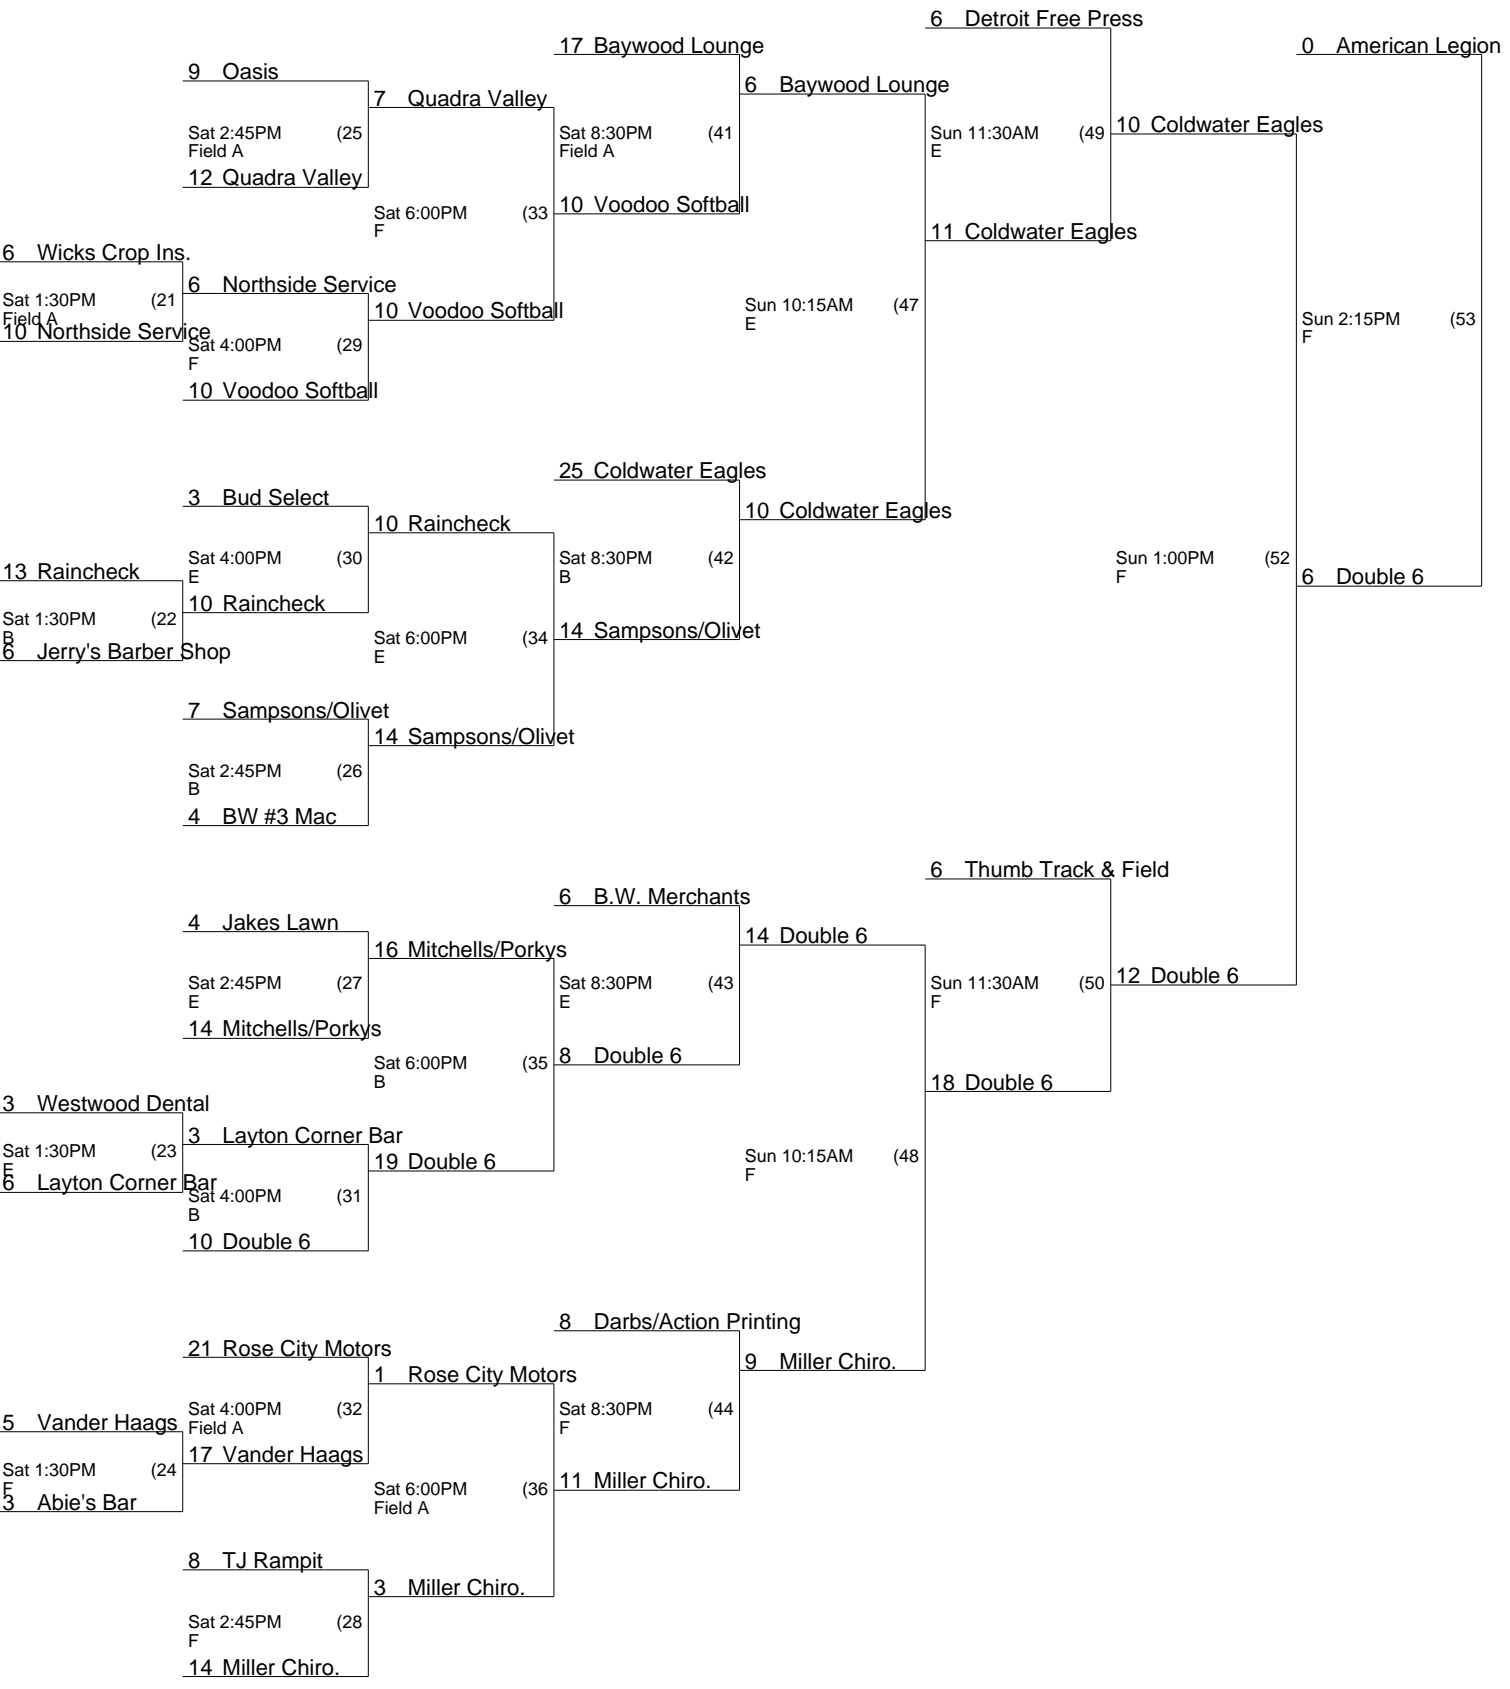 6 Detroit Free Press
17 Baywood Lounge
0 American Legion
9 Oasis
6 Baywood Lounge
7 Quadra Valley
Sat 2:45PM (25
Field A
Sat 8:30PM (41
Field A
Sun 11:30AM (49
E
10 Coldwater Eagles
12 Quadra Valley
Sat 6:00PM (33
F
10 Voodoo Softball
11 Coldwater Eagles
6 Wicks Crop Ins.
6 Northside Service
Sat 1:30PM (21
Field A
10 Voodoo Softball
Sun 10:15AM (47
E
Sun 2:15PM (53
F
10 Northside Service
Sat 4:00PM (29
F
10 Voodoo Softball
25 Coldwater Eagles
3 Bud Select
10 Coldwater Eagles
10 Raincheck
Sat 4:00PM (30
E
Sat 8:30PM (42
B
Sun 1:00PM (52
F
13 Raincheck
6 Double 6
10 Raincheck
Sat 1:30PM (22
B
Sat 6:00PM (34
E
14 Sampsons/Olivet
6 Jerry's Barber Shop
7 Sampsons/Olivet
14 Sampsons/Olivet
Sat 2:45PM (26
B
4 BW #3 Mac
6 Thumb Track & Field
6 B.W. Merchants
4 Jakes Lawn
14 Double 6
16 Mitchells/Porkys
Sat 2:45PM (27
E
Sat 8:30PM (43
E
Sun 11:30AM (50
F
12 Double 6
14 Mitchells/Porkys
Sat 6:00PM (35
B
8 Double 6
18 Double 6
3 Westwood Dental
3 Layton Corner Bar
Sat 1:30PM (23
E
19 Double 6
Sun 10:15AM (48
F
6 Layton Corner Bar
Sat 4:00PM (31
B
10 Double 6
8 Darbs/Action Printing
21 Rose City Motors
9 Miller Chiro.
1 Rose City Motors
Sat 4:00PM (32
Field A
Sat 8:30PM (44
F
5 Vander Haags
17 Vander Haags
Sat 1:30PM (24
F
Sat 6:00PM (36
Field A
11 Miller Chiro.
3 Abie's Bar
8 TJ Rampit
3 Miller Chiro.
Sat 2:45PM (28
F
14 Miller Chiro.